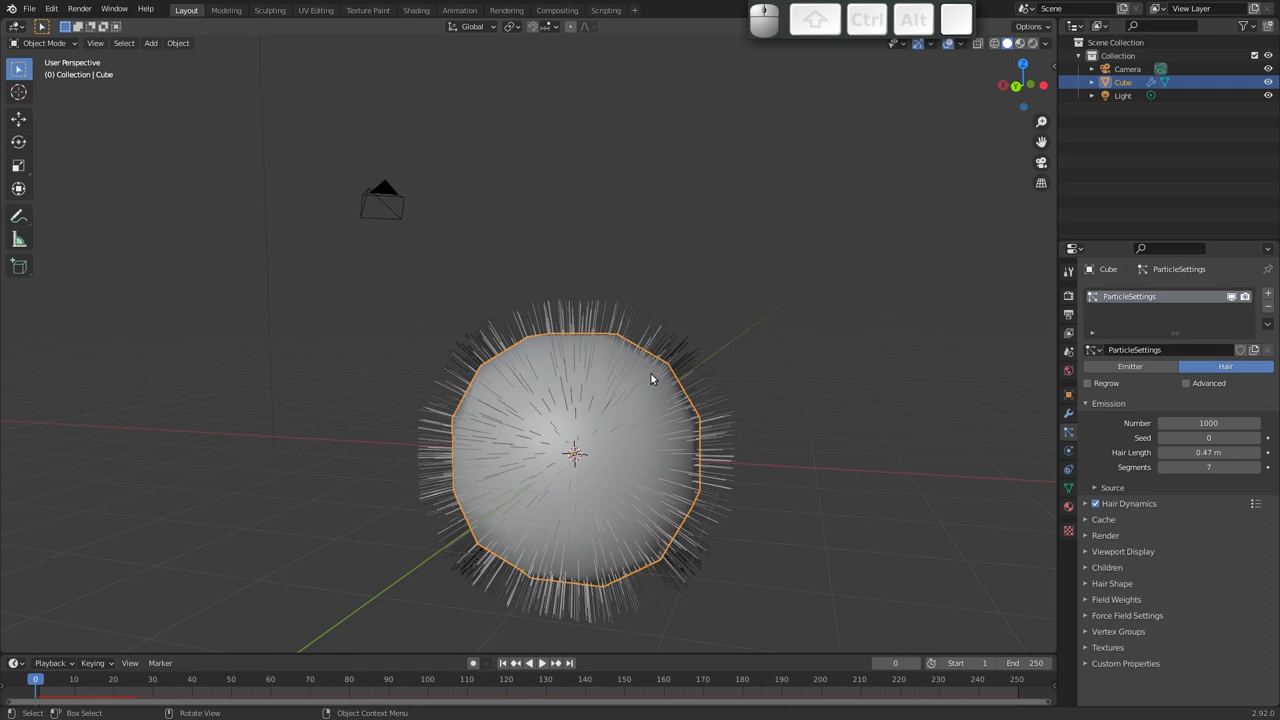 File Edit Render Window Help
Layout Modeling Sculpting UV Editing Texture Paint Shading Animation Rendering Compositing Scripting +
Ctrl Alt
Scene
View Layer
Global
Options
Object Mode View Select Add Object
User Perspective
(0) Collection | Cube
Z
X
Y
Scene Collection
Collection
Camera
Cube
Light
Cube ParticleSettings
ParticleSettings
ParticleSettings
Emitter Hair
Regrow Advanced
Emission
Number 1000
Seed 0
Hair Length 0.47 m
Segments 7
Source
Hair Dynamics
Cache
Render
Viewport Display
Children
Hair Shape
Field Weights
Force Field Settings
Vertex Groups
Textures
Custom Properties
Playback Keying View Marker
0 Start 1 End 250
0 10 20 30 40 50 60 70 80 90 100 110 120 130 140 150 160 170 180 190 200 210 220 230 240 250
Select Box Select Rotate View Object Context Menu 2.92.0